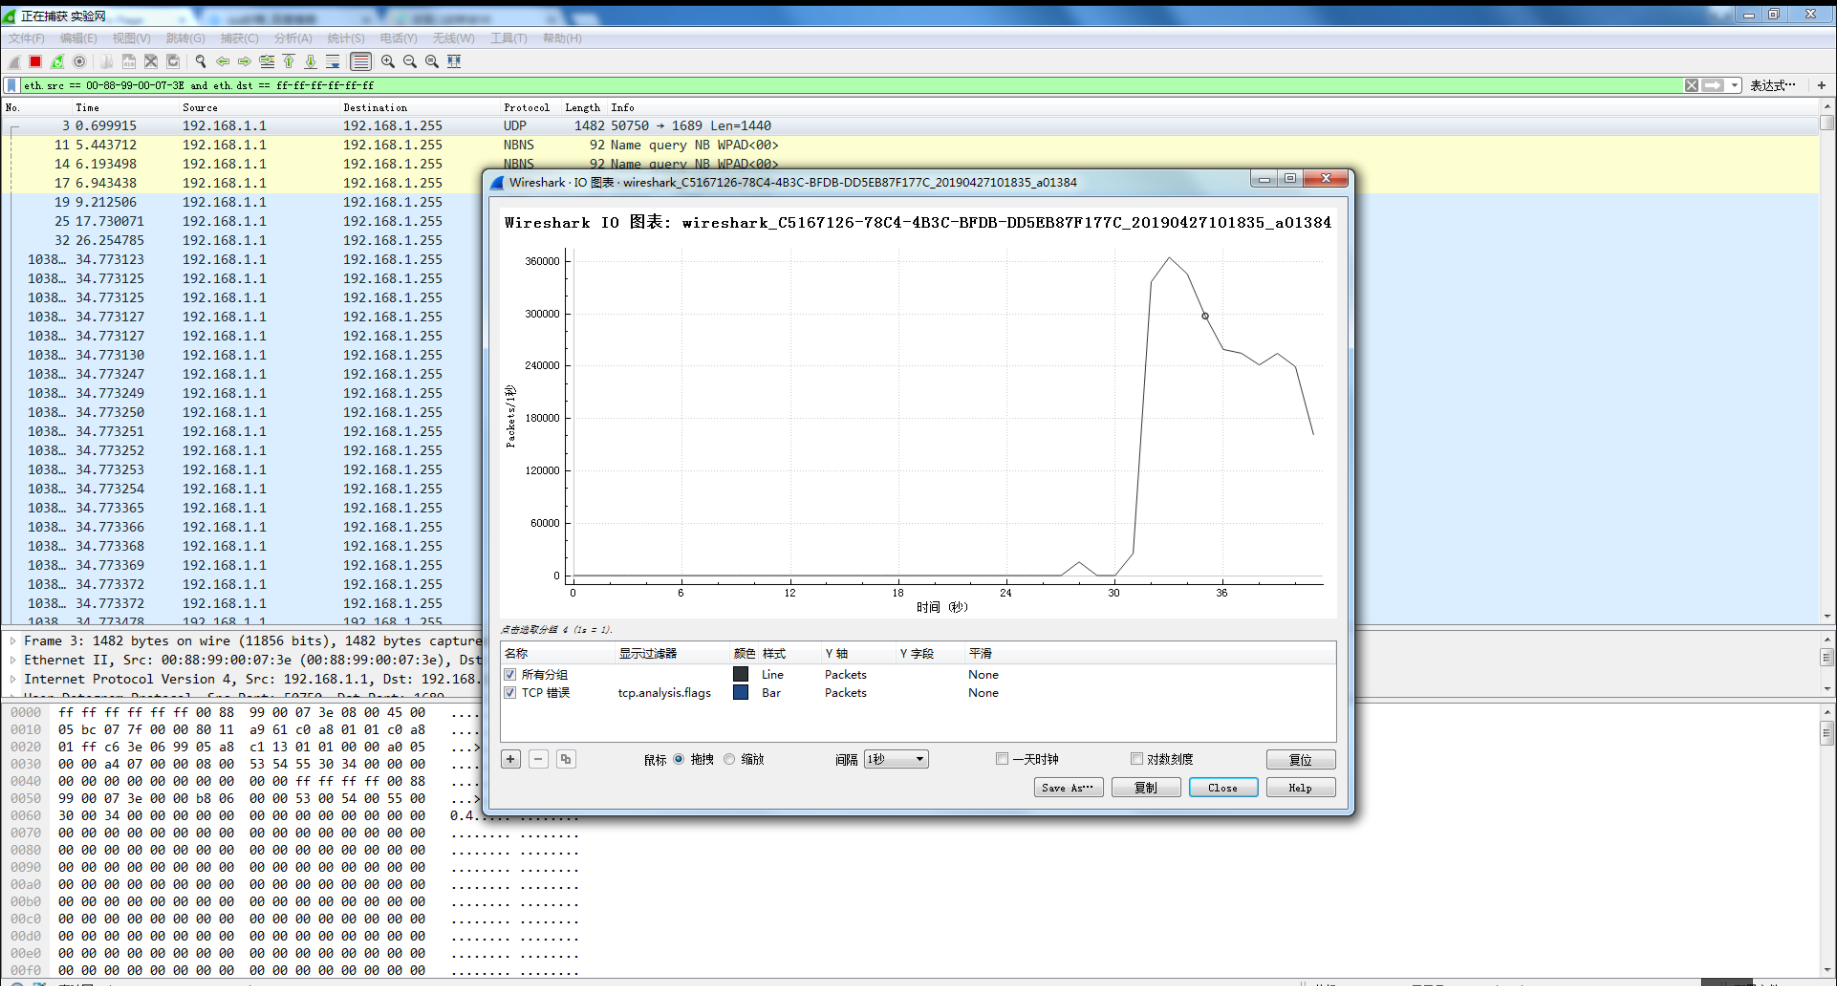 正在捕获 实验网
文件(F) 编辑(E) 视图(V) 跳转(G) 捕获(C) 分析(A) 统计(S) 电话(Y) 无线(W) 工具(T) 帮助(H)
eth.src == 00-88-99-00-07-3E and eth.dst == ff-ff-ff-ff-ff-ff 表达式… +
No. Time Source Destination Protocol Length Info
3 0.699915 192.168.1.1 192.168.1.255 UDP 1482 50750 → 1689 Len=1440
11 5.443712 192.168.1.1 192.168.1.255 NBNS 92 Name query NB WPAD<00>
14 6.193498 192.168.1.1 192.168.1.255 NBNS 92 Name query NB WPAD<00>
17 6.943438 192.168.1.1 192.168.1.255
19 9.212506 192.168.1.1 192.168.1.255
25 17.730071 192.168.1.1 192.168.1.255
32 26.254785 192.168.1.1 192.168.1.255
1038… 34.773123 192.168.1.1 192.168.1.255
1038… 34.773125 192.168.1.1 192.168.1.255
1038… 34.773125 192.168.1.1 192.168.1.255
1038… 34.773127 192.168.1.1 192.168.1.255
1038… 34.773127 192.168.1.1 192.168.1.255
1038… 34.773130 192.168.1.1 192.168.1.255
1038… 34.773247 192.168.1.1 192.168.1.255
1038… 34.773249 192.168.1.1 192.168.1.255
1038… 34.773250 192.168.1.1 192.168.1.255
1038… 34.773251 192.168.1.1 192.168.1.255
1038… 34.773252 192.168.1.1 192.168.1.255
1038… 34.773253 192.168.1.1 192.168.1.255
1038… 34.773254 192.168.1.1 192.168.1.255
1038… 34.773365 192.168.1.1 192.168.1.255
1038… 34.773366 192.168.1.1 192.168.1.255
1038… 34.773368 192.168.1.1 192.168.1.255
1038… 34.773369 192.168.1.1 192.168.1.255
1038… 34.773372 192.168.1.1 192.168.1.255
1038… 34.773372 192.168.1.1 192.168.1.255
1038… 34.773478 192.168.1.1 192.168.1.255
Frame 3: 1482 bytes on wire (11856 bits), 1482 bytes capture
Ethernet II, Src: 00:88:99:00:07:3e (00:88:99:00:07:3e), Dst
Internet Protocol Version 4, Src: 192.168.1.1, Dst: 192.168.
User Datagram Protocol, Src Port: 50750, Dst Port: 1689
0000 ff ff ff ff ff ff 00 88 99 00 07 3e 08 00 45 00 ....
0010 05 bc 07 7f 00 00 80 11 a9 61 c0 a8 01 01 c0 a8 ....
0020 01 ff c6 3e 06 99 05 a8 c1 13 01 01 00 00 a0 05 ...>
0030 00 00 a4 07 00 00 08 00 53 54 55 30 34 00 00 00 ....
0040 00 00 00 00 00 00 00 00 00 00 ff ff ff ff 00 88 ....
0050 99 00 07 3e 00 00 b8 06 00 00 53 00 54 00 55 00 ...>
0060 30 00 34 00 00 00 00 00 00 00 00 00 00 00 00 00 0.4..... ........
0070 00 00 00 00 00 00 00 00 00 00 00 00 00 00 00 00 ........ ........
0080 00 00 00 00 00 00 00 00 00 00 00 00 00 00 00 00 ........ ........
0090 00 00 00 00 00 00 00 00 00 00 00 00 00 00 00 00 ........ ........
00a0 00 00 00 00 00 00 00 00 00 00 00 00 00 00 00 00 ........ ........
00b0 00 00 00 00 00 00 00 00 00 00 00 00 00 00 00 00 ........ ........
00c0 00 00 00 00 00 00 00 00 00 00 00 00 00 00 00 00 ........ ........
00d0 00 00 00 00 00 00 00 00 00 00 00 00 00 00 00 00 ........ ........
00e0 00 00 00 00 00 00 00 00 00 00 00 00 00 00 00 00 ........ ........
00f0 00 00 00 00 00 00 00 00 00 00 00 00 00 00 00 00 ........ ........
Wireshark · IO 图表 · wireshark_C5167126-78C4-4B3C-BFDB-DD5EB87F177C_20190427101835_a01384
Wireshark IO 图表: wireshark_C5167126-78C4-4B3C-BFDB-DD5EB87F177C_20190427101835_a01384
Packets/1秒
360000
300000
240000
180000
120000
60000
0
0 6 12 18 24 30 36
时间 (秒)
点击选取分组 4 (1s = 1).
名称 显示过滤器 颜色 样式 Y 轴 Y 字段 平滑
所有分组 Line Packets None
TCP 错误 tcp.analysis.flags Bar Packets None
鼠标 拖拽 缩放 间隔 1秒 一天时钟 对数刻度 复位
Save As… 复制 Close Help